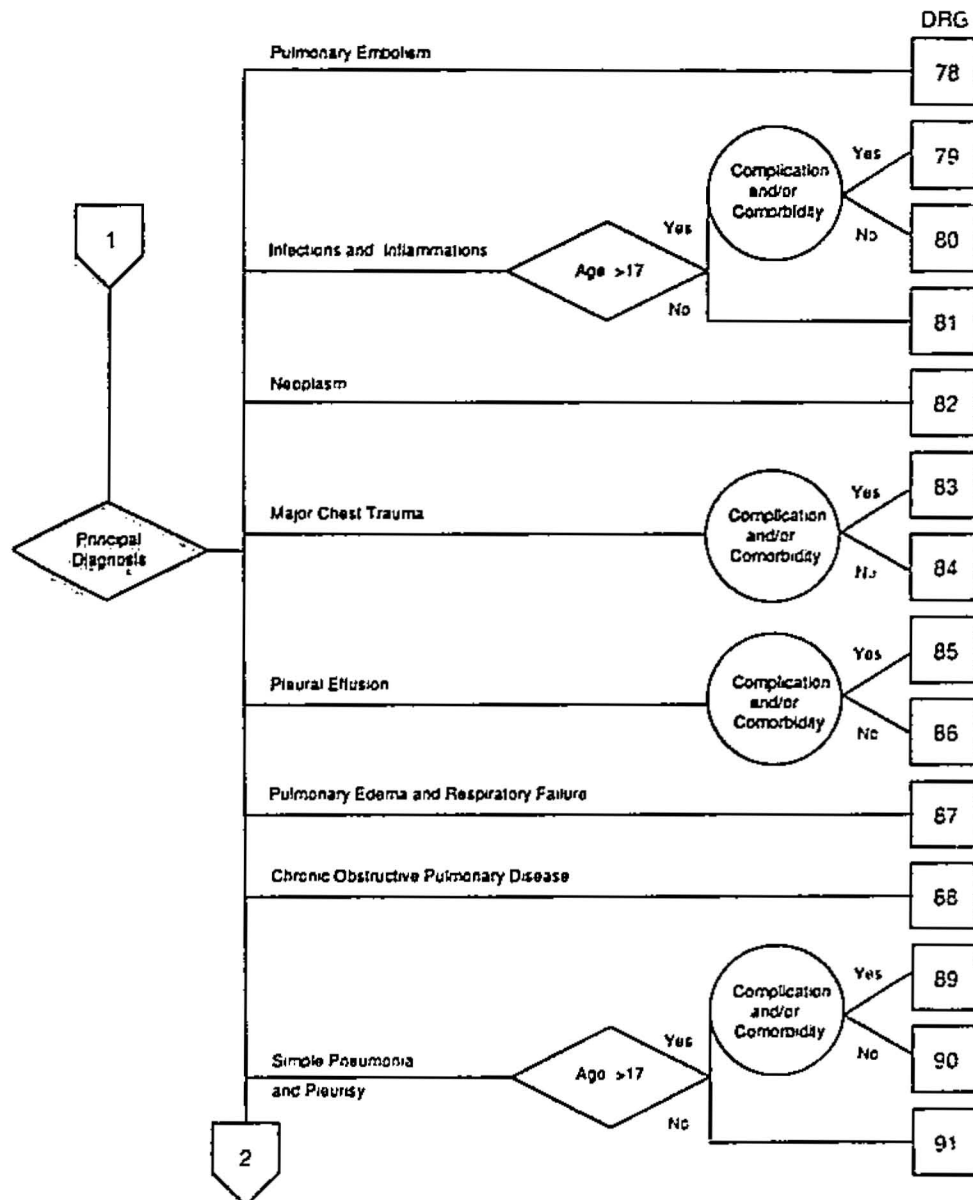 DRG
Pulmonary Embolism
78
1
Infections and Inflammations
Age >17
Yes
No
Complication
and/or
Comorbidity
Yes
No
79
80
81
Neoplasm
82
Principal
Diagnosis
Major Chest Trauma
Complication
and/or
Comorbidity
Yes
No
83
84
Pleural Effusion
Complication
and/or
Comorbidity
Yes
No
85
86
Pulmonary Edema and Respiratory Failure
87
Chronic Obstructive Pulmonary Disease
88
Simple Pneumonia
and Pleurisy
Age >17
Yes
No
Complication
and/or
Comorbidity
Yes
No
89
90
91
2